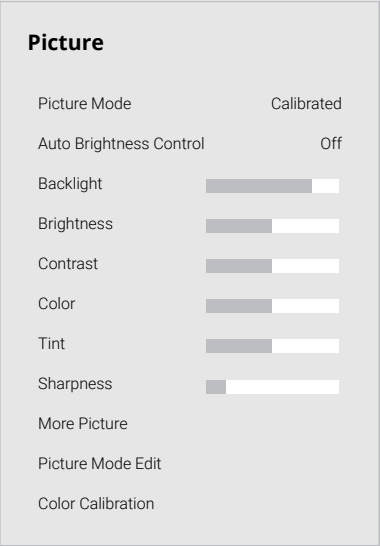 Picture
Picture Mode Calibrated
Auto Brightness Control Off
Backlight
Brightness
Contrast
Color
Tint
Sharpness
More Picture
Picture Mode Edit
Color Calibration